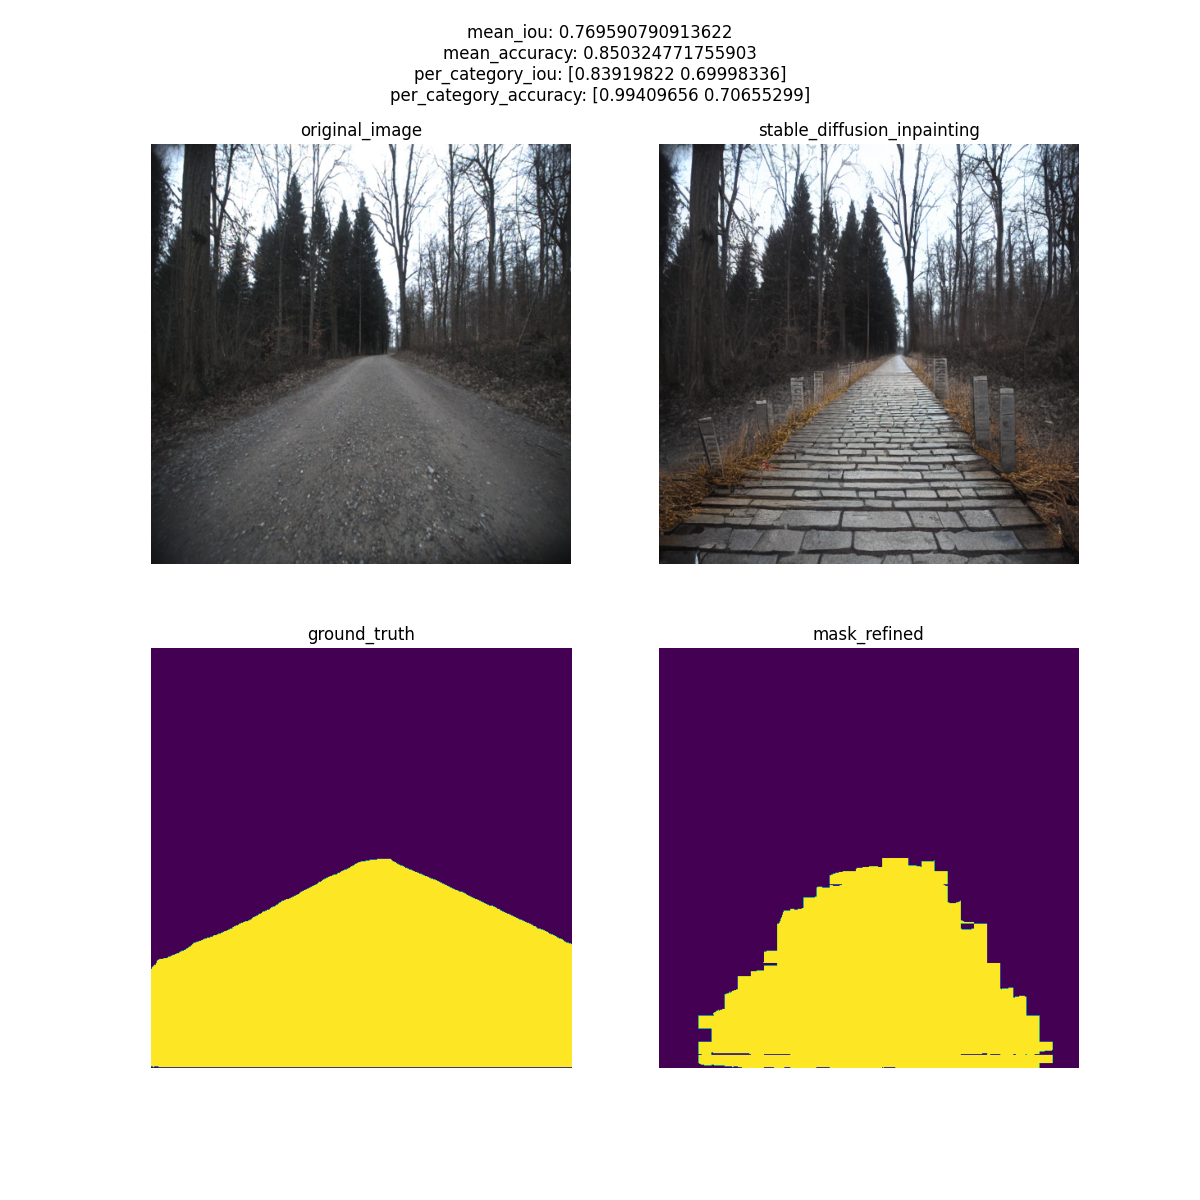 mean_iou: 0.769590790913622
mean_accuracy: 0.850324771755903
per_category_iou: [0.83919822 0.69998336]
per_category_accuracy: [0.99409656 0.70655299]
original_image
stable_diffusion_inpainting
ground_truth
mask_refined